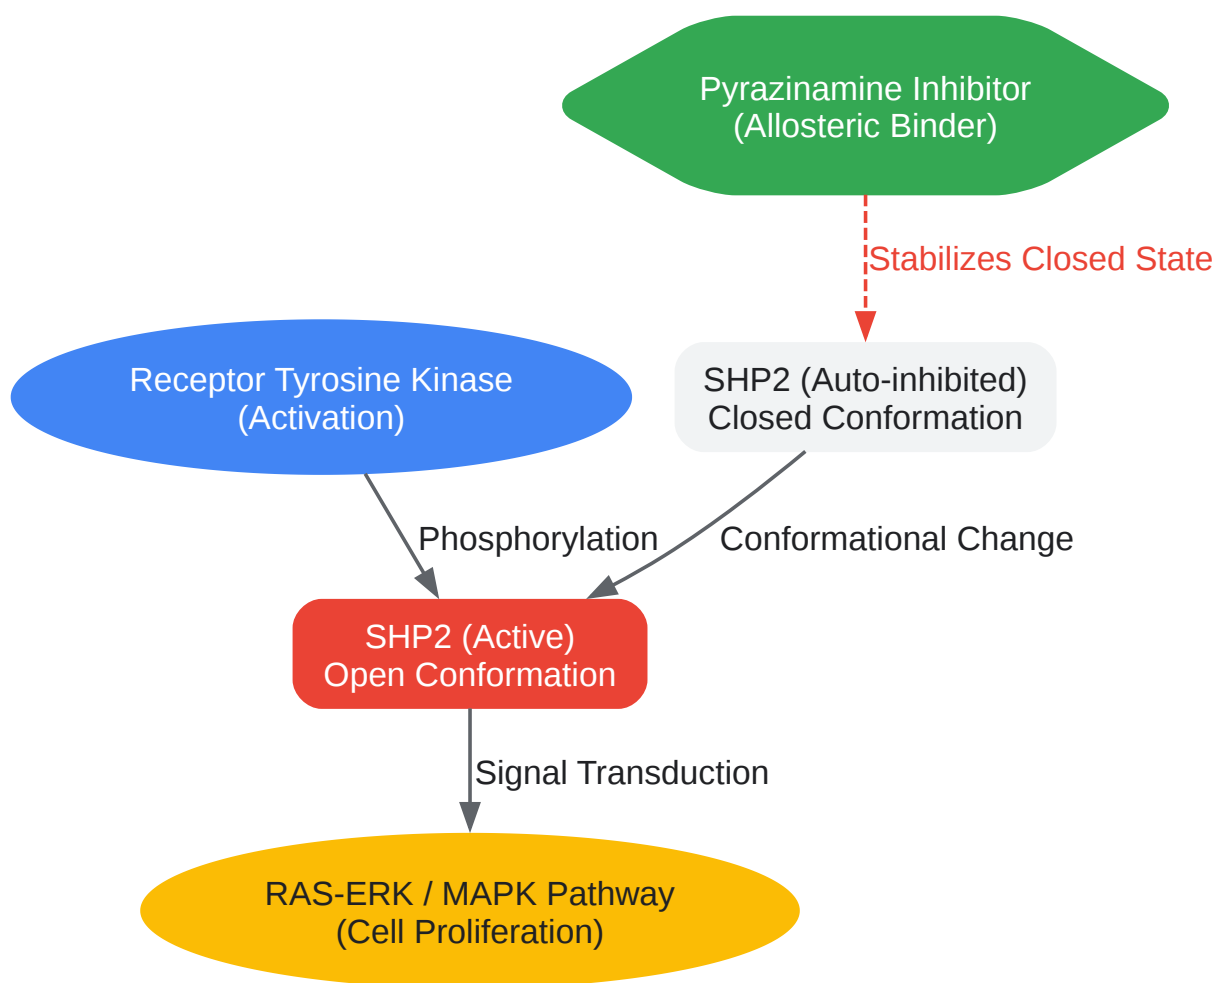 Pyrazinamine Inhibitor
(Allosteric Binder)
Stabilizes Closed State
Receptor Tyrosine Kinase
(Activation)
SHP2 (Auto-inhibited)
Closed Conformation
Phosphorylation
Conformational Change
SHP2 (Active)
Open Conformation
Signal Transduction
RAS-ERK / MAPK Pathway
(Cell Proliferation)